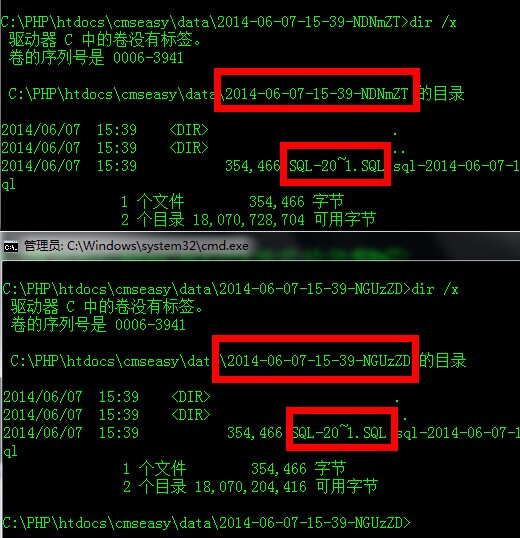 C:\PHP\htdocs\cmseasy\data\2014-06-07-15-39-NDNmZT>dir /x
驱动器 C 中的卷没有标签。
卷的序列号是 0006-3941
C:\PHP\htdocs\cmseasy\data\2014-06-07-15-39-NDNmZT 的目录
2014/06/07 15:39 <DIR> .
2014/06/07 15:39 <DIR> ..
2014/06/07 15:39 354,466 SQL-20~1.SQL sql-2014-06-07-1
ql
1 个文件 354,466 字节
2 个目录 18,070,728,704 可用字节
管理员: C:\Windows\system32\cmd.exe
C:\PHP\htdocs\cmseasy\data\2014-06-07-15-39-NGUzZD>dir /x
驱动器 C 中的卷没有标签。
卷的序列号是 0006-3941
C:\PHP\htdocs\cmseasy\data\2014-06-07-15-39-NGUzZD 的目录
2014/06/07 15:39 <DIR> .
2014/06/07 15:39 <DIR> ..
2014/06/07 15:39 354,466 SQL-20~1.SQL sql-2014-06-07-1
ql
1 个文件 354,466 字节
2 个目录 18,070,204,416 可用字节
C:\PHP\htdocs\cmseasy\data\2014-06-07-15-39-NGUzZD>